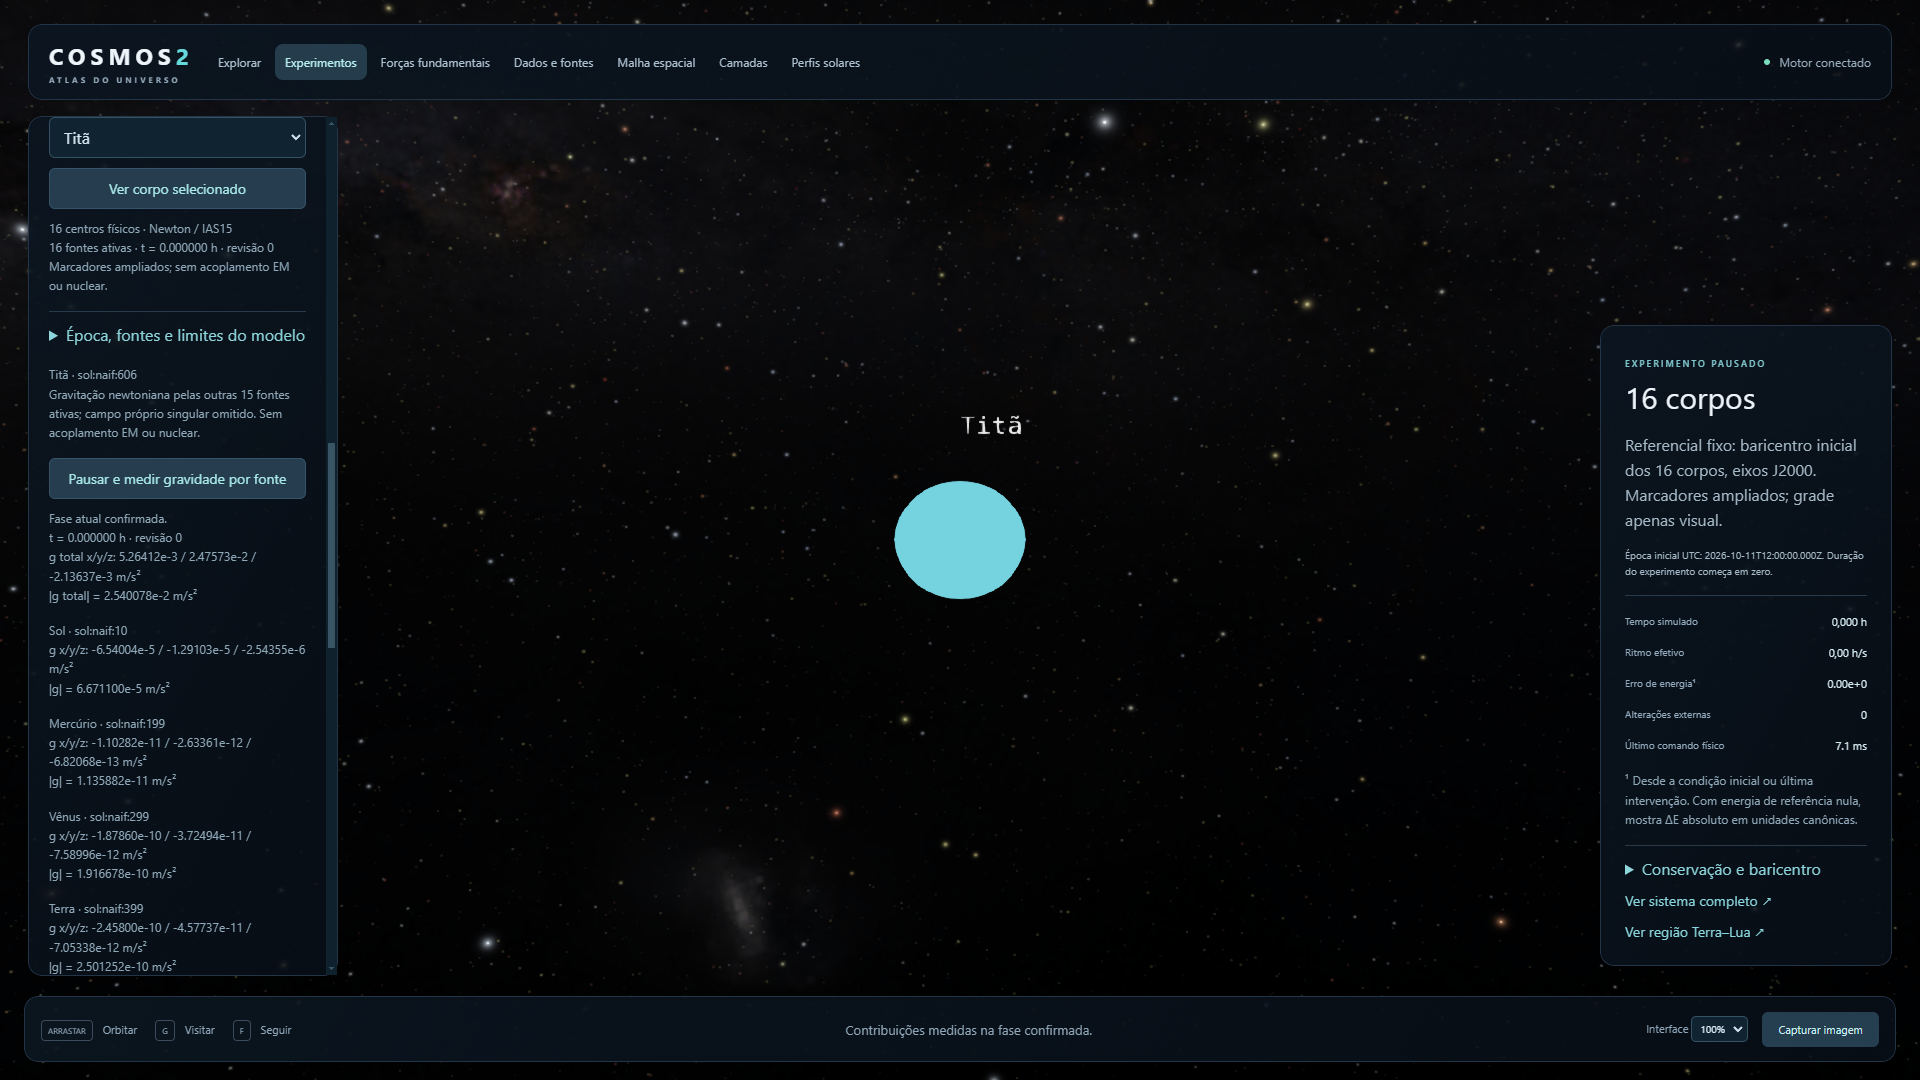 COSMOS2
ATLAS DO UNIVERSO
Explorar
Experimentos
Forças fundamentais
Dados e fontes
Malha espacial
Camadas
Perfis solares
Motor conectado
Titã
Ver corpo selecionado
16 centros físicos · Newton / IAS15
16 fontes ativas · t = 0.000000 h · revisão 0
Marcadores ampliados; sem acoplamento EM
ou nuclear.
Época, fontes e limites do modelo
Titã · sol:naif:606
Gravitação newtoniana pelas outras 15 fontes
ativas; campo próprio singular omitido. Sem
acoplamento EM ou nuclear.
Pausar e medir gravidade por fonte
Fase atual confirmada.
t = 0.000000 h · revisão 0
g total x/y/z: 5.26412e-3 / 2.47573e-2 /
-2.13637e-3 m/s²
|g total| = 2.540078e-2 m/s²
Sol · sol:naif:10
g x/y/z: -6.54004e-5 / -1.29103e-5 / -2.54355e-6
m/s²
|g| = 6.671100e-5 m/s²
Mercúrio · sol:naif:199
g x/y/z: -1.10282e-11 / -2.63361e-12 /
-6.82068e-13 m/s²
|g| = 1.135882e-11 m/s²
Vênus · sol:naif:299
g x/y/z: -1.87860e-10 / -3.72494e-11 /
-7.58996e-12 m/s²
|g| = 1.916678e-10 m/s²
Terra · sol:naif:399
g x/y/z: -2.45800e-10 / -4.57737e-11 /
-7.05338e-12 m/s²
|g| = 2.501252e-10 m/s²
Titã
EXPERIMENTO PAUSADO
16 corpos
Referencial fixo: baricentro inicial
dos 16 corpos, eixos J2000.
Marcadores ampliados; grade
apenas visual.
Época inicial UTC: 2026-10-11T12:00:00.000Z. Duração
do experimento começa em zero.
Tempo simulado 0,000 h
Ritmo efetivo 0,00 h/s
Erro de energia¹ 0.00e+0
Alterações externas 0
Último comando físico 7.1 ms
¹ Desde a condição inicial ou última
intervenção. Com energia de referência nula,
mostra ΔE absoluto em unidades canônicas.
Conservação e baricentro
Ver sistema completo ↗
Ver região Terra–Lua ↗
ARRASTAR Orbitar G Visitar F Seguir
Contribuições medidas na fase confirmada.
Interface 100%
Capturar imagem